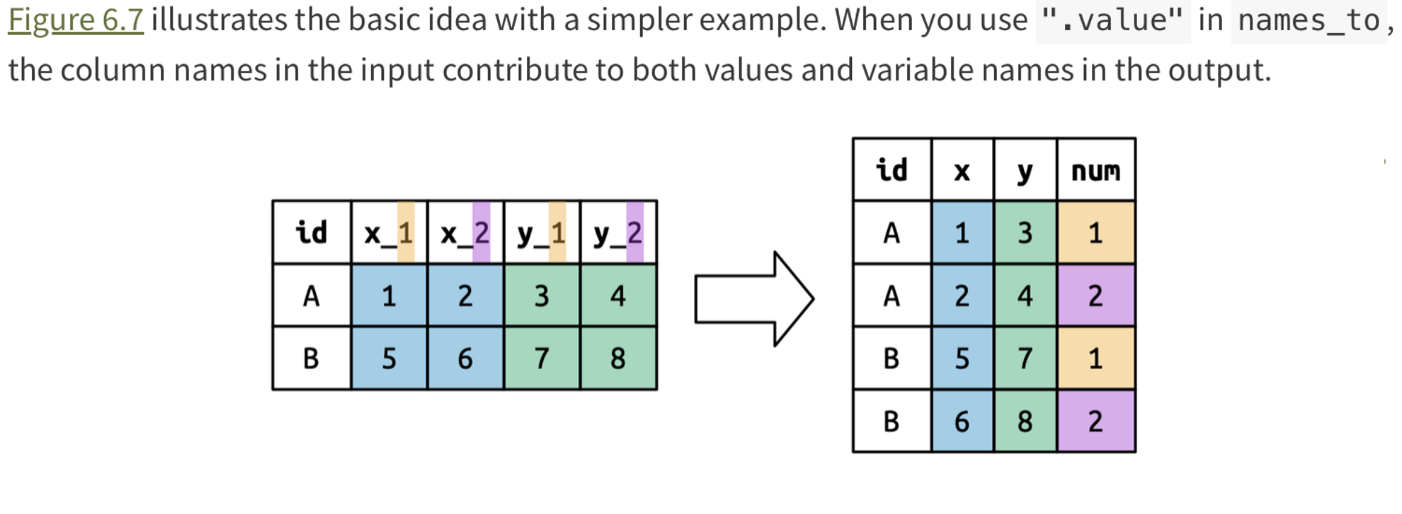 Figure 6.7 illustrates the basic idea with a simpler example. When you use ".value" in names_to,
the column names in the input contribute to both values and variable names in the output.
id x_1 x_2 y_1 y_2
A 1 2 3 4
B 5 6 7 8
id x y num
A 1 3 1
A 2 4 2
B 5 7 1
B 6 8 2